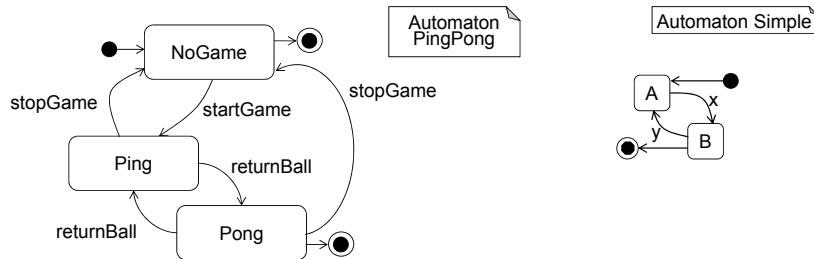 Automaton
PingPong
Automaton Simple
NoGame
stopGame
startGame
stopGame
Ping
returnBall
returnBall
Pong
A
x
y
B